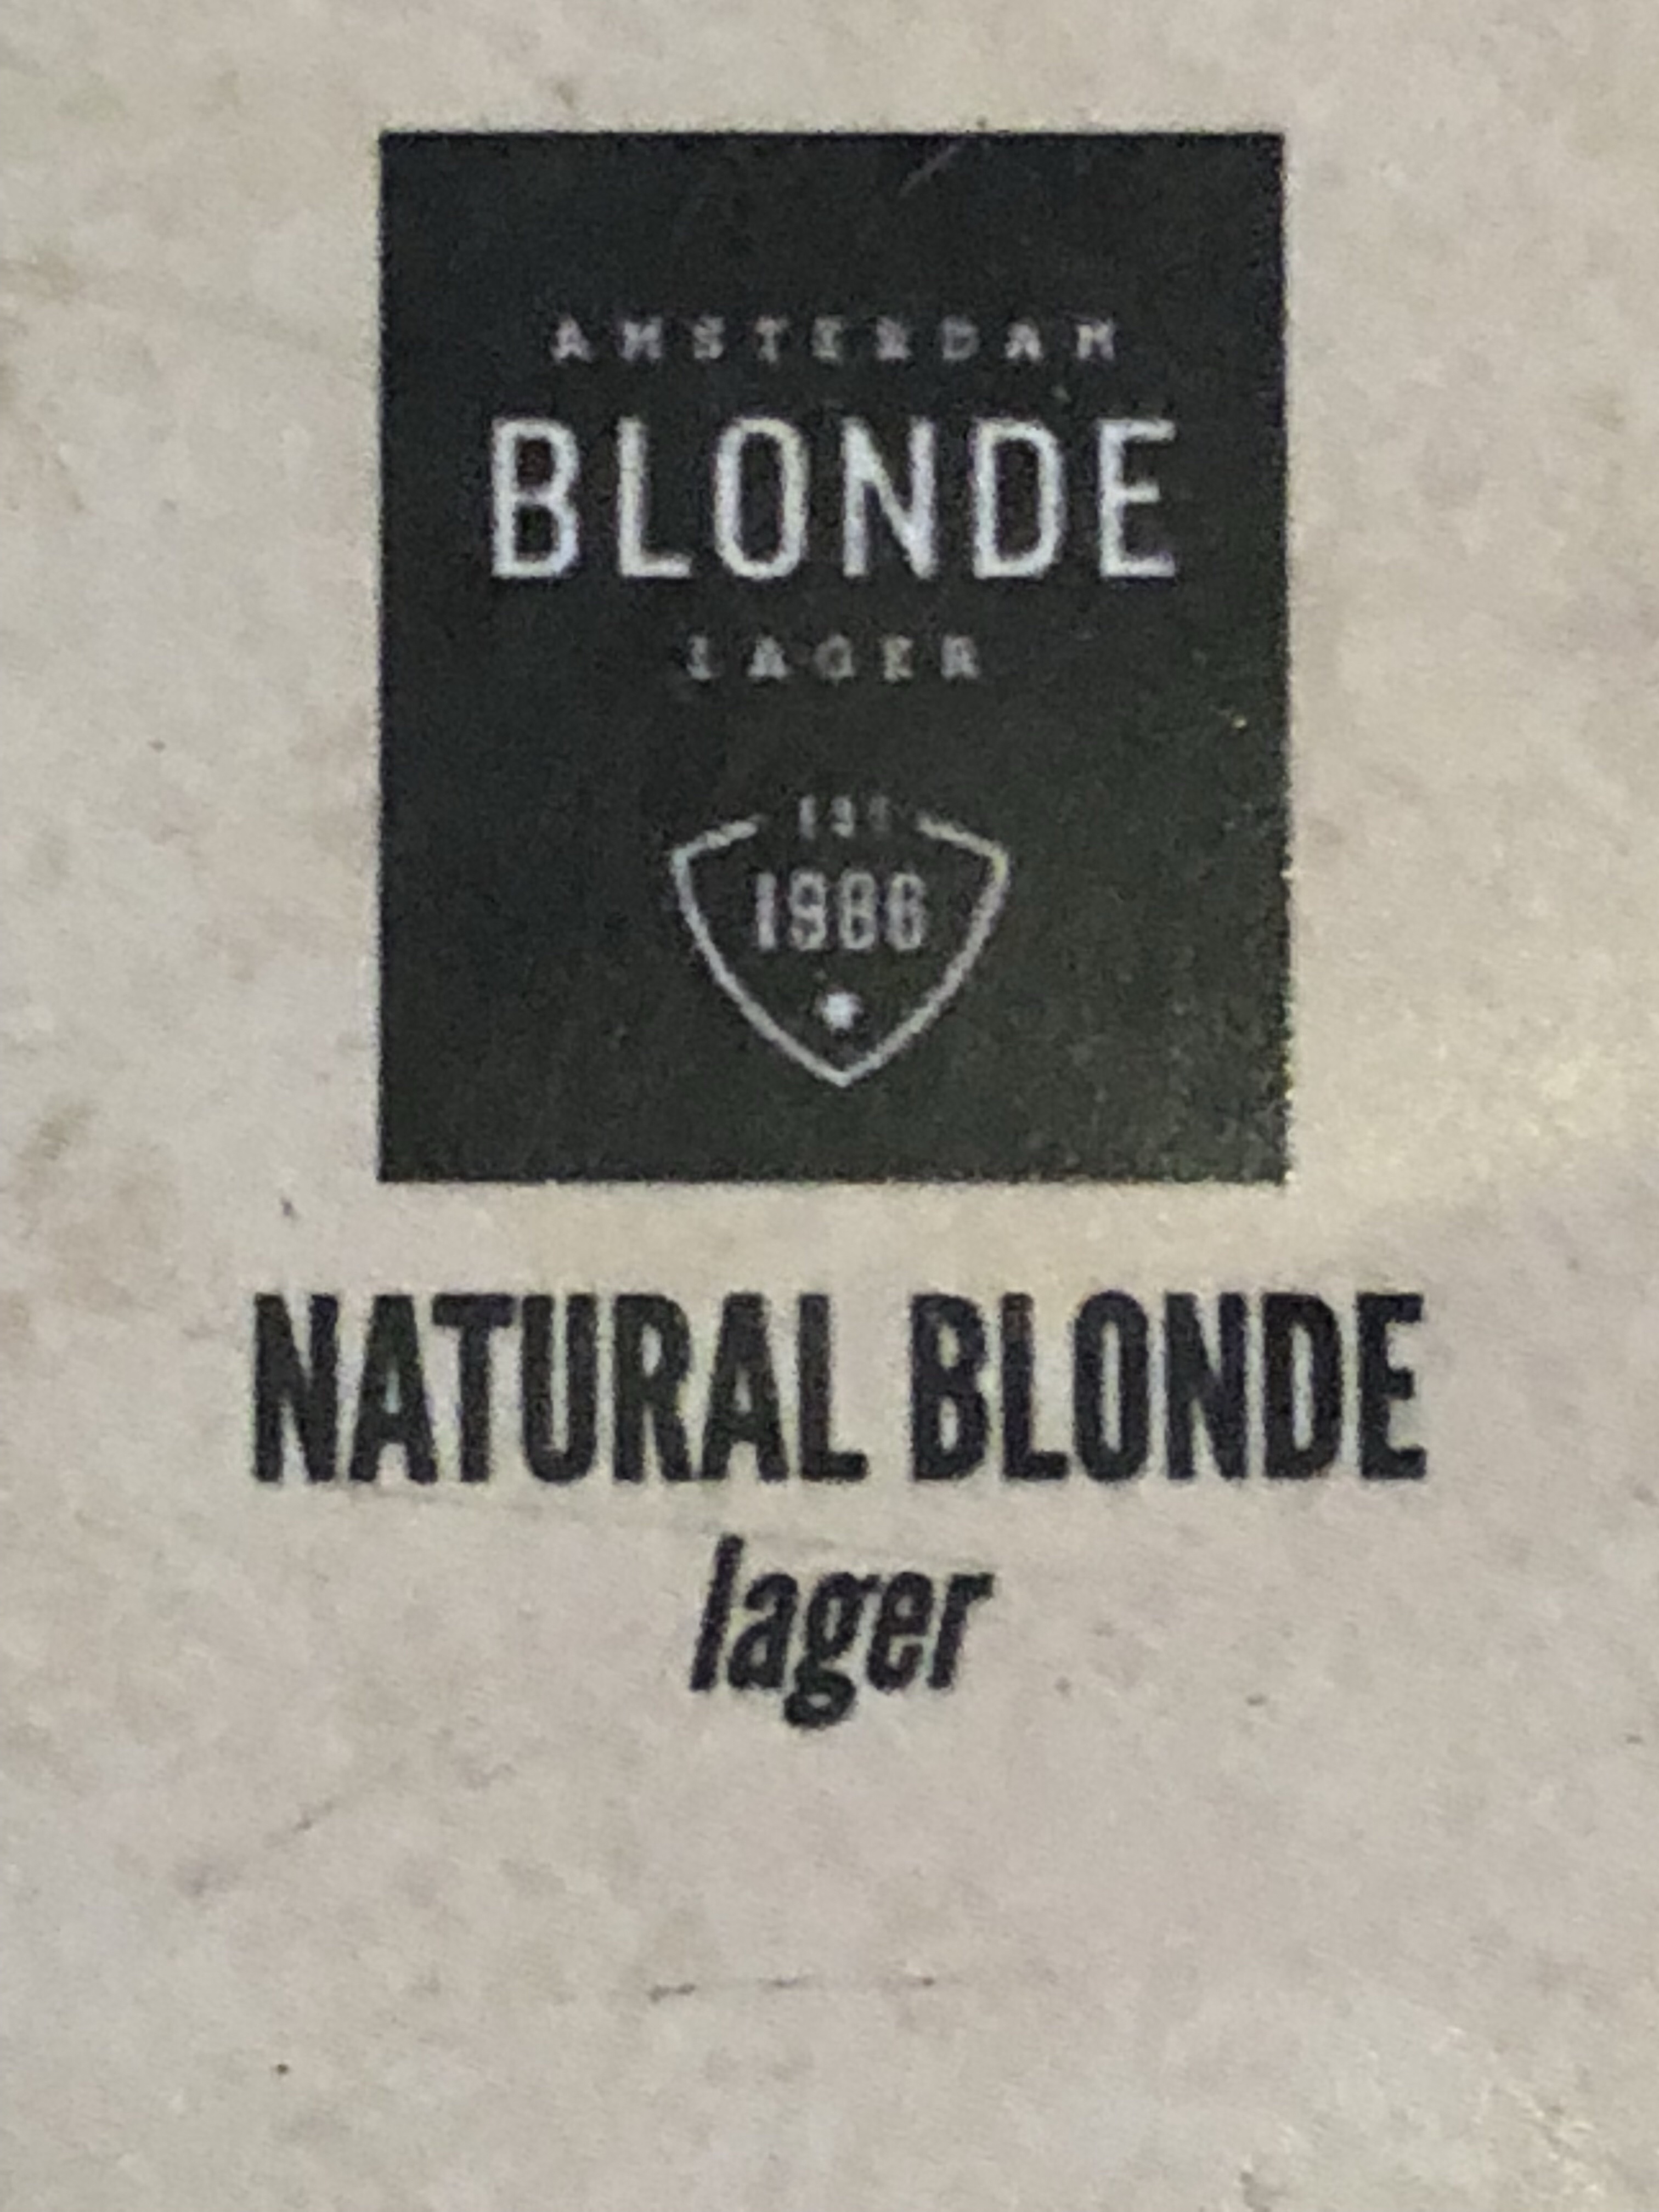 AMSTERDAM
BLONDE
LAGER
EST
1986
NATURAL BLONDE
lager